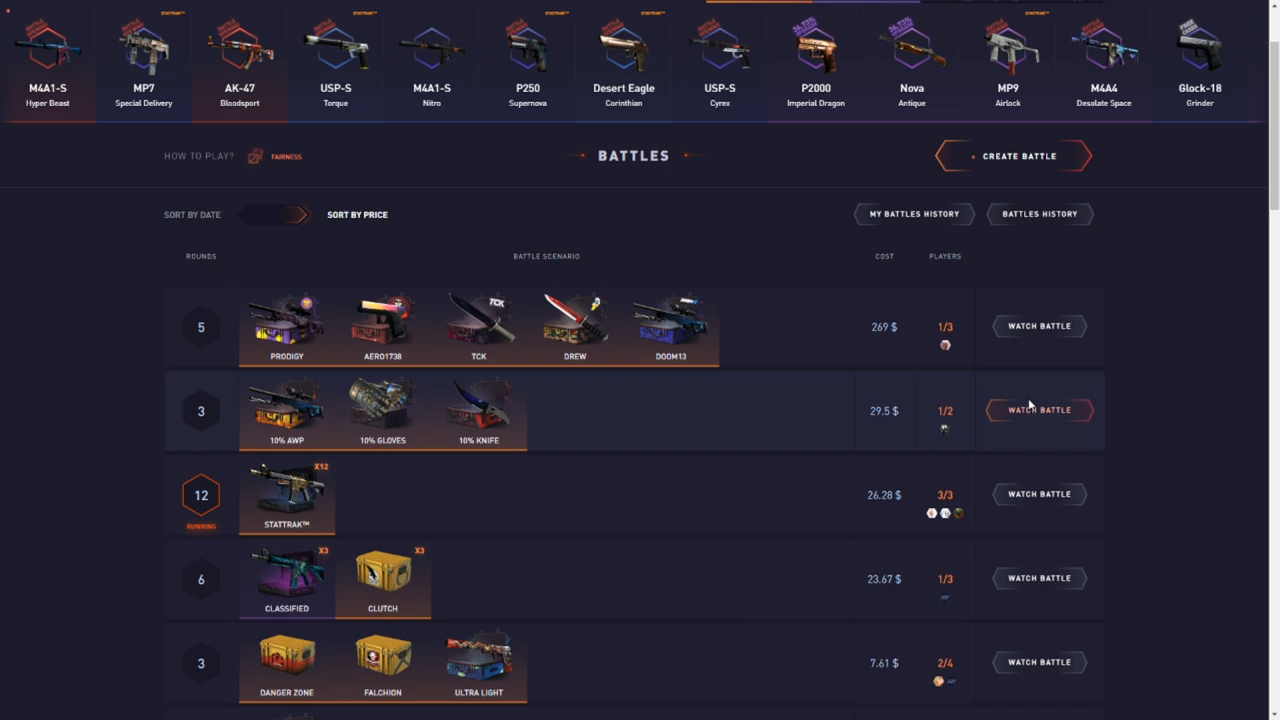 STATTRAK™ STATTRAK™ STATTRAK™ STATTRAK™
M4A1-S MP7 AK-47 USP-S M4A1-S P250 Desert Eagle USP-S P2000 Nova MP9 M4A4 Glock-18
Hyper Beast Special Delivery Bloodsport Torque Nitro Supernova Corinthian Cyrex Imperial Dragon Antique Airlock Desolate Space Grinder
HOW TO PLAY? FAIRNESS BATTLES CREATE BATTLE
SORT BY DATE SORT BY PRICE MY BATTLES HISTORY BATTLES HISTORY
ROUNDS BATTLE SCENARIO COST PLAYERS
TCK
5 269 $ 1/3 WATCH BATTLE
PRODIGY AERO1738 TCK DREW DOOM13
3 29.5 $ 1/2 WATCH BATTLE
10% AWP 10% GLOVES 10% KNIFE
X12
12 26.28 $ 3/3 WATCH BATTLE
RUNNING STATTRAK™
X3 X3
6 23.67 $ 1/3 WATCH BATTLE
CLASSIFIED CLUTCH
3 7.61 $ 2/4 WATCH BATTLE
DANGER ZONE FALCHION ULTRA LIGHT